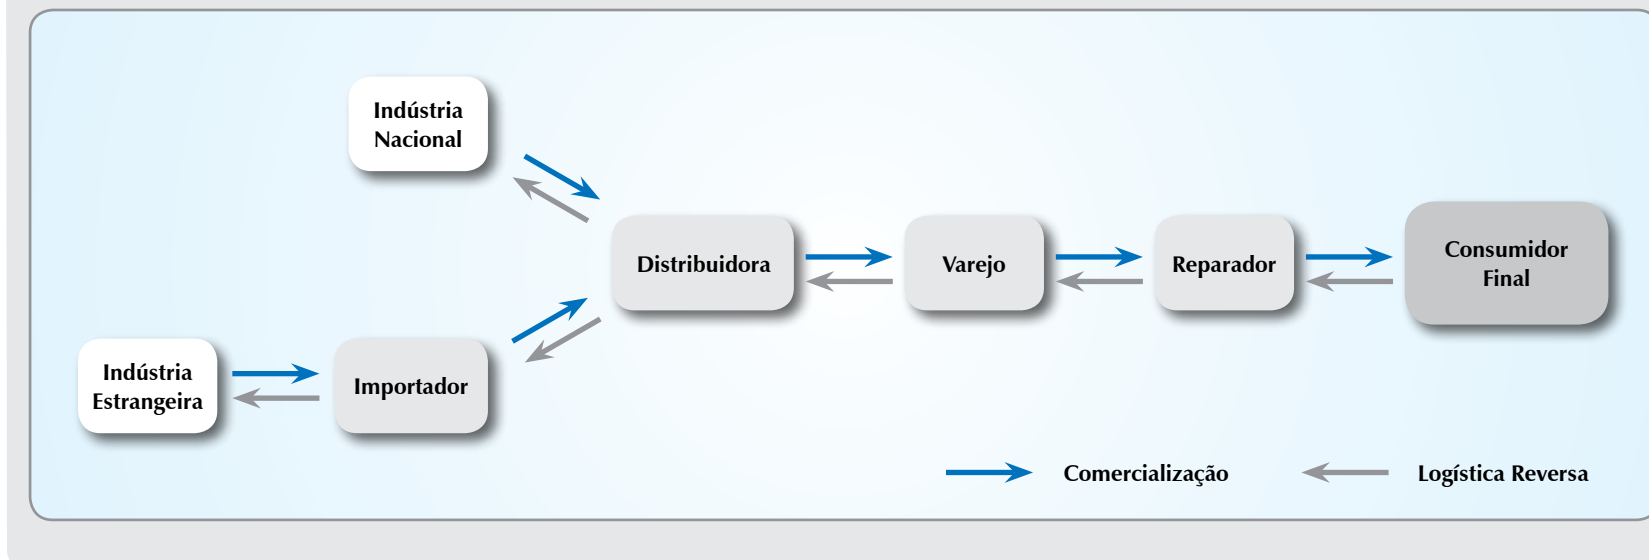 Indústria
Nacional
Distribuidora
Varejo
Reparador
Consumidor
Final
Indústria
Estrangeira
Importador
Comercialização
Logística Reversa